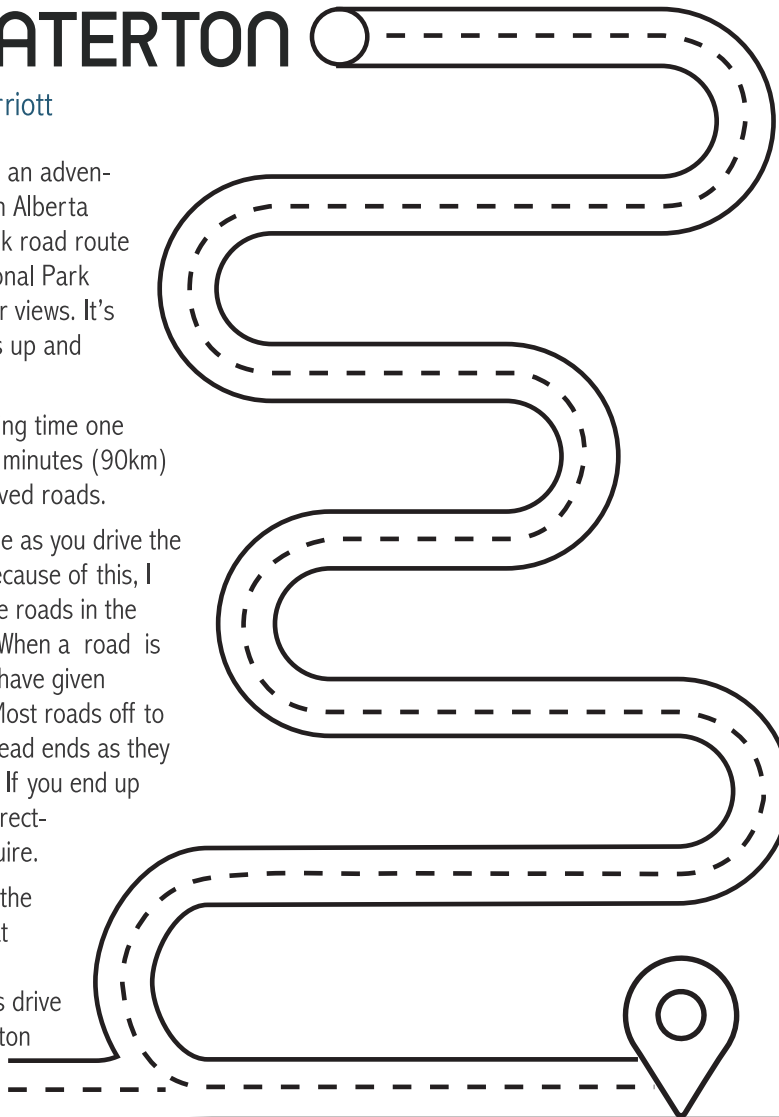 ATERTON
rriott
an adven-
n Alberta
k road route
onal Park
r views. It’s
s up and
ng time one
minutes (90km)
ved roads.
e as you drive the
ecause of this, I
e roads in the
When a road is
have given
Most roads off to
ead ends as they
If you end up
rect-
uire.
the
t
s drive
ton